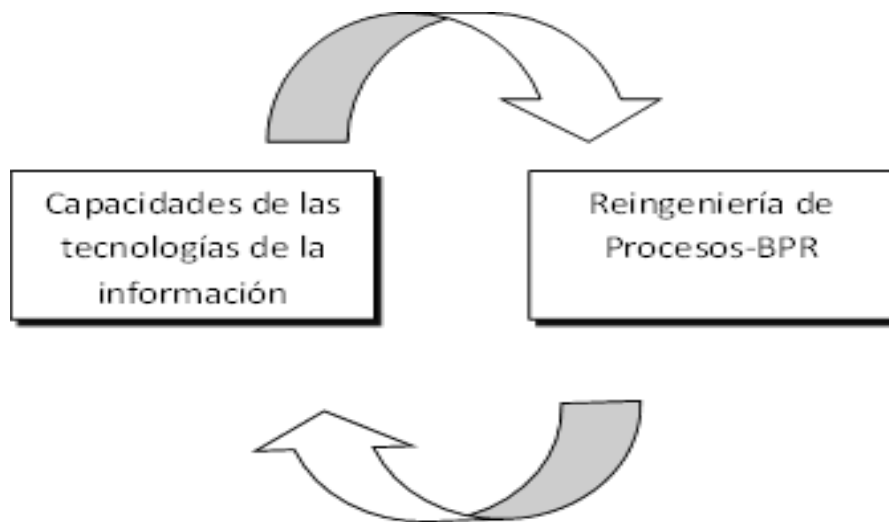 Capacidades de las
tecnologías de la
información
Reingeniería de
Procesos-BPR